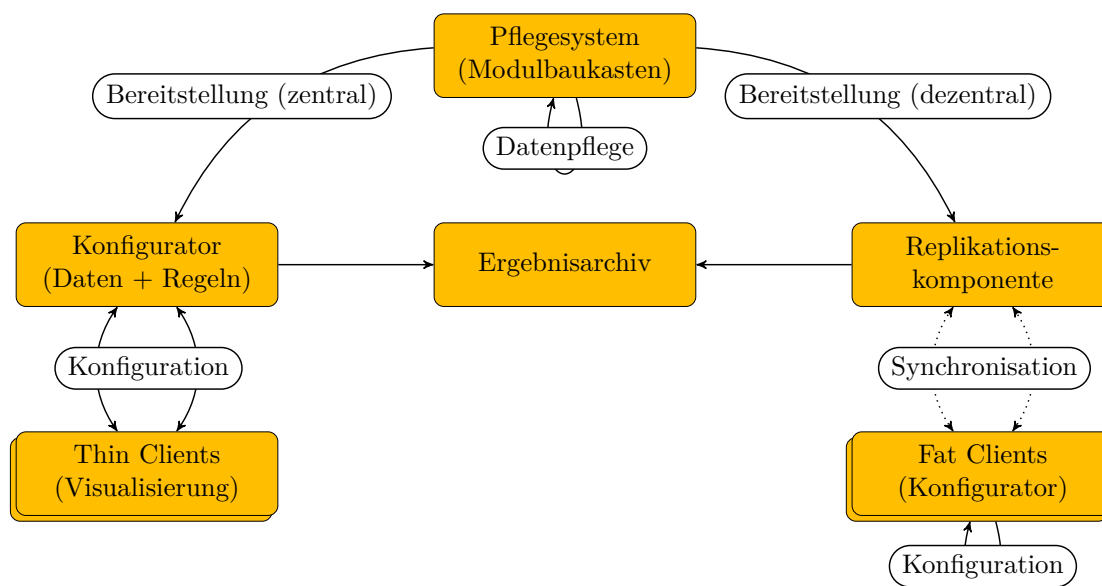 Pflegesystem
(Modulbaukasten)
Bereitstellung (zentral)
Bereitstellung (dezentral)
Datenpflege
Konfigurator
(Daten + Regeln)
Ergebnisarchiv
Replikations-
komponente
Konfiguration
Synchronisation
Thin Clients
(Visualisierung)
Fat Clients
(Konfigurator)
Konfiguration